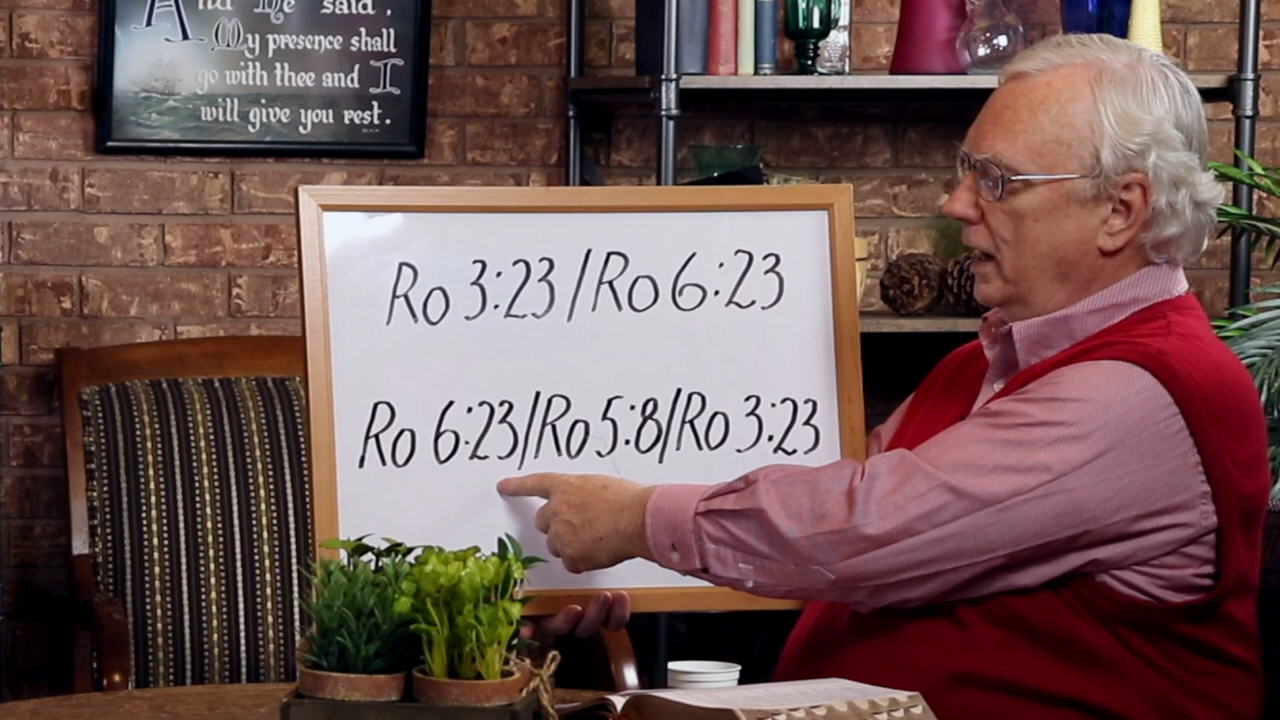 And He said,
My presence shall
go with thee and I
will give you rest.
Ro 3:23/Ro 6:23
Ro 6:23/Ro 5:8/Ro 3:23